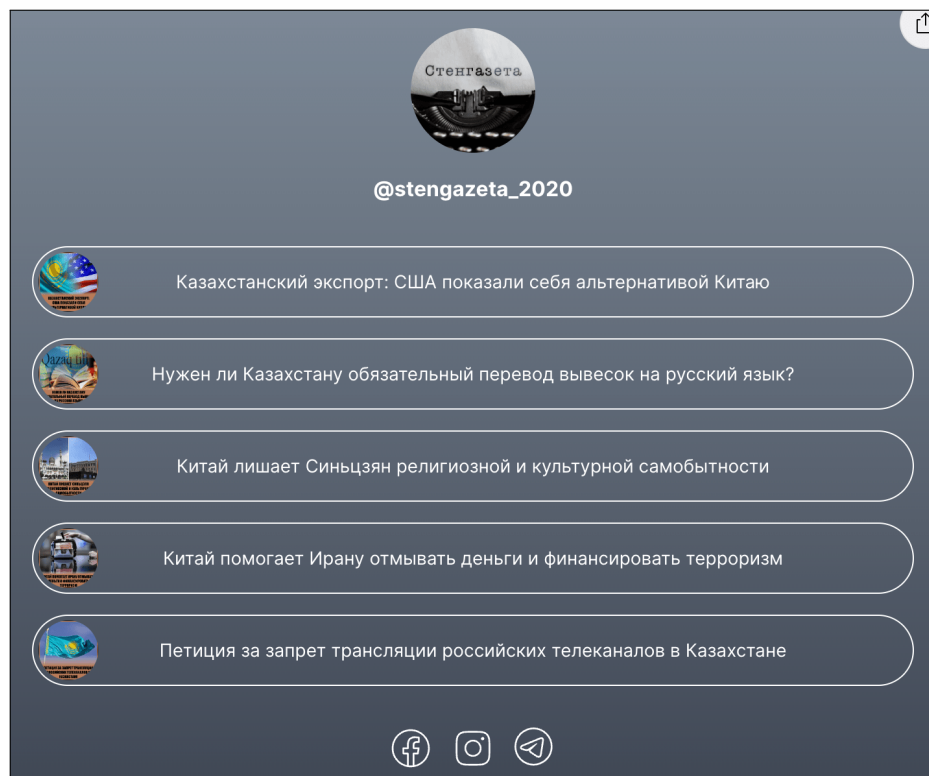 Стенгазета
@stengazeta_2020
Казахстанский экспорт: США показали себя альтернативой Китаю
Qazaq
Нужен ли Казахстану обязательный перевод вывесок на русский язык?
Китай лишает Синьцзян религиозной и культурной самобытности
Китай помогает Ирану отмывать деньги и финансировать терроризм
Петиция за запрет трансляции российских телеканалов в Казахстане